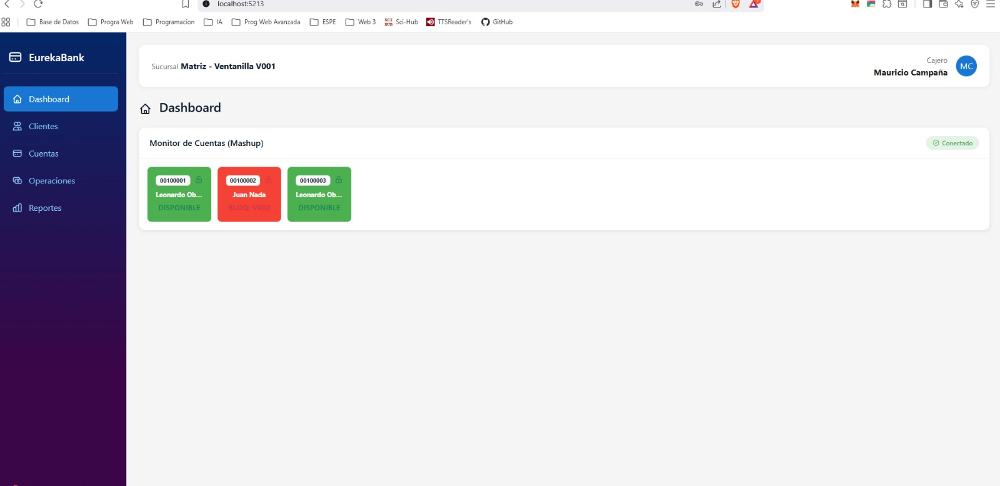 localhost:5213
Base de Datos
Progra Web
Programacion
IA
Prog Web Avanzada
ESPE
Web 3
SCI HUB Sci-Hub
TTSReader's
GitHub
EurekaBank
Dashboard
Clientes
Cuentas
Operaciones
Reportes
Sucursal Matriz - Ventanilla V001
Cajero
Mauricio Campaña
MC
Dashboard
Monitor de Cuentas (Mashup)
Conectado
00100001
Leonardo Ob...
DISPONIBLE
00100002
Juan Nada
BLOQ: V002
00100003
Leonardo Ob...
DISPONIBLE